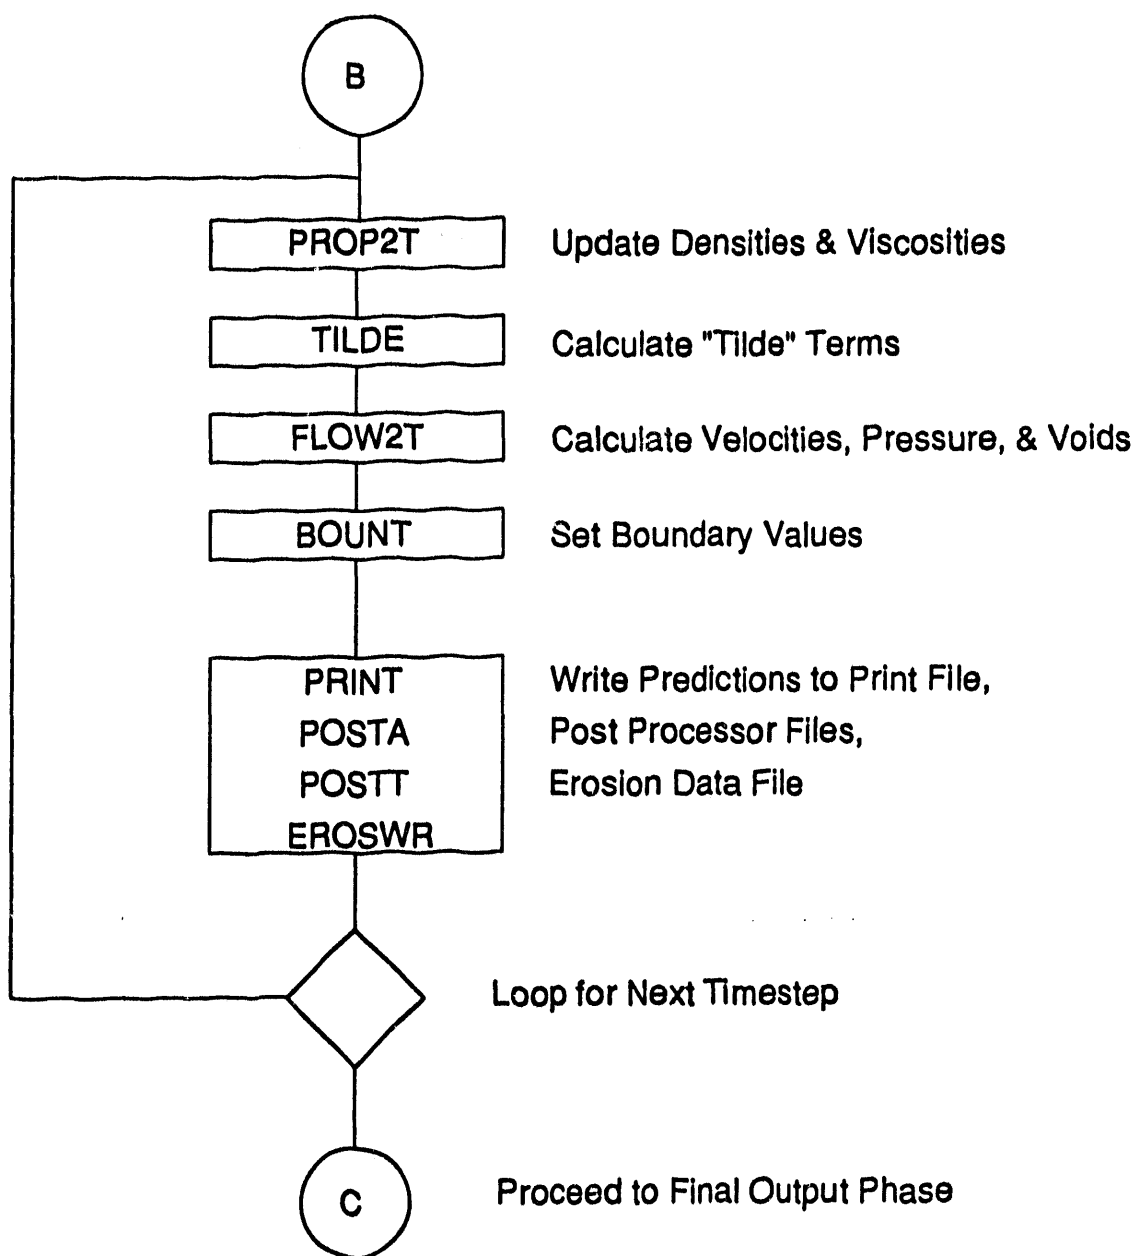 B
PROP2T
Update Densities & Viscosities
TILDE
Calculate "Tilde" Terms
FLOW2T
Calculate Velocities, Pressure, & Voids
BOUNT
Set Boundary Values
PRINT
Write Predictions to Print File,
POSTA
Post Processor Files,
POSTT
Erosion Data File
EROSWR
Loop for Next Timestep
C
Proceed to Final Output Phase